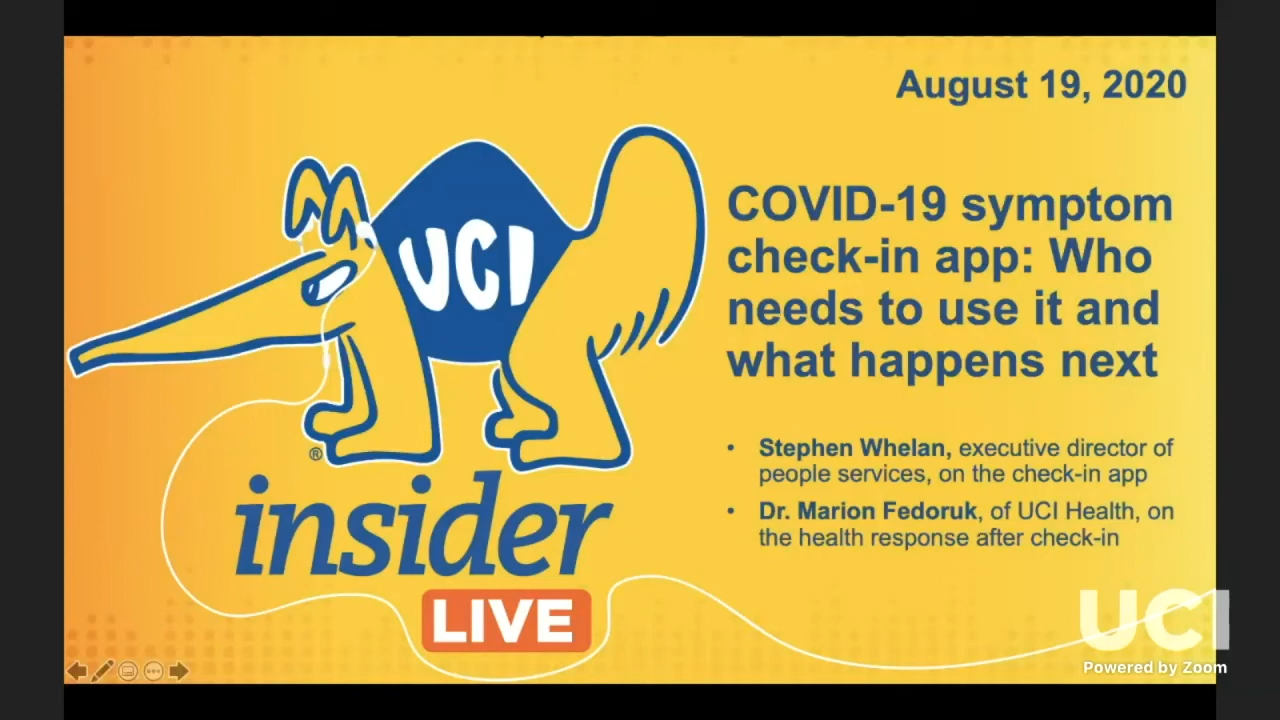 August 19, 2020
UCI
COVID-19 symptom
check-in app: Who
needs to use it and
what happens next
• Stephen Whelan, executive director of
people services, on the check-in app
• Dr. Marion Fedoruk, of UCI Health, on
the health response after check-in
®
insider
LIVE
UCI
Powered by Zoom